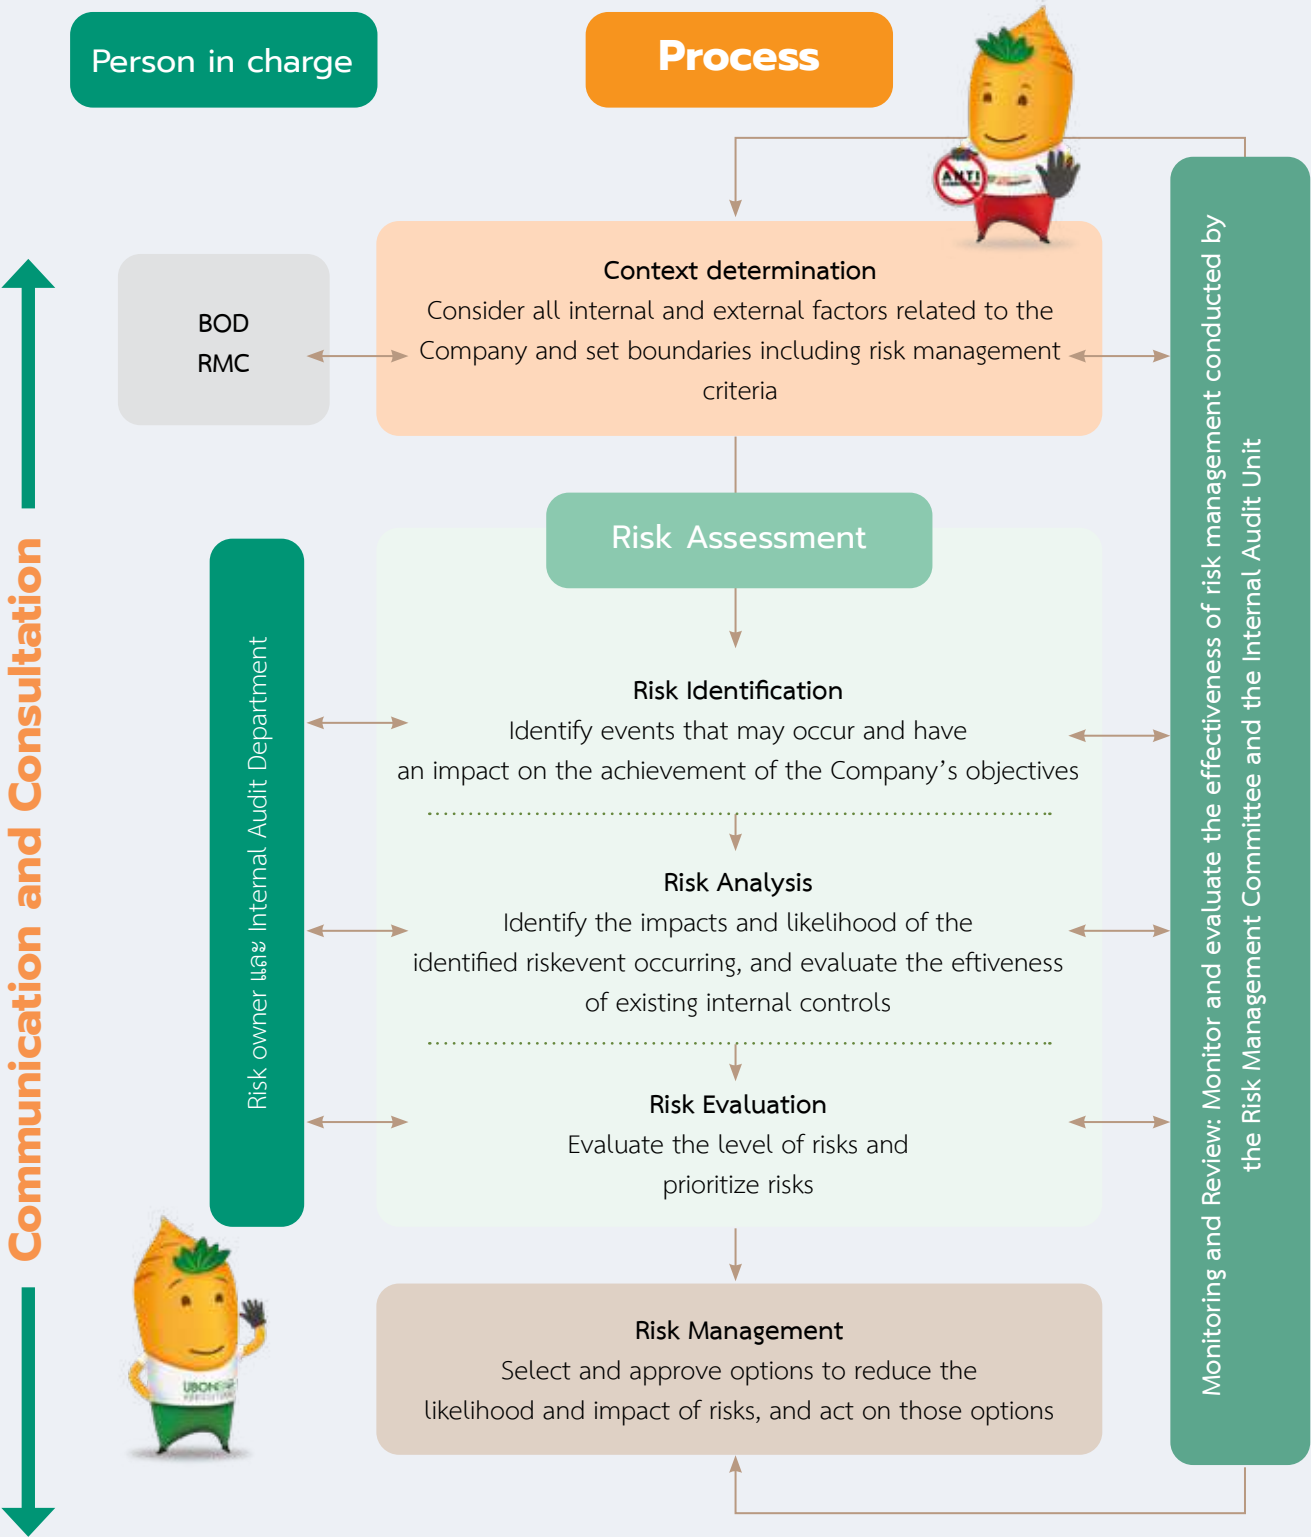 Person in charge
Process
ANTI
Context determination
Consider all internal and external factors related to the
Company and set boundaries including risk management
criteria
BOD
RMC
Risk Assessment
Risk Identification
Identify events that may occur and have
an impact on the achievement of the Company's objectives
Risk Analysis
Identify the impacts and likelihood of the
identified riskevent occurring, and evaluate the eftiveness
of existing internal controls
Risk Evaluation
Evaluate the level of risks and
prioritize risks
Risk Management
Select and approve options to reduce the
likelihood and impact of risks, and act on those options
Communication and Consultation
Risk owner และ Internal Audit Department
Monitoring and Review: Monitor and evaluate the effectiveness of risk management conducted by
the Risk Management Committee and the Internal Audit Unit